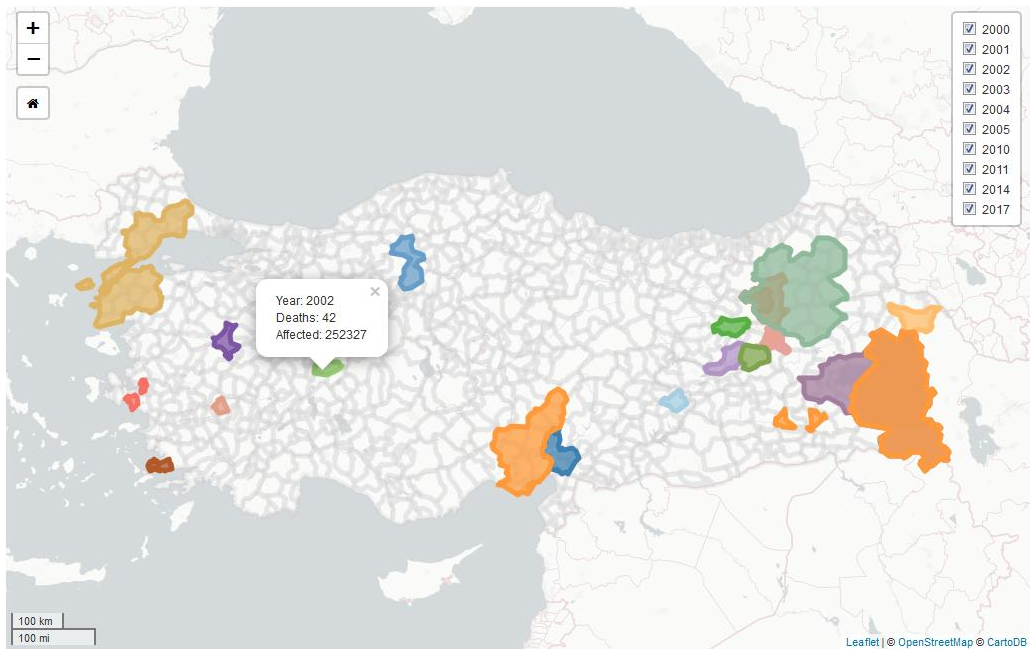 +
−
2000
2001
2002
2003
2004
2005
2010
2011
2014
2017
×
Year: 2002
Deaths: 42
Affected: 252327
100 km
100 mi
Leaflet | © OpenStreetMap © CartoDB